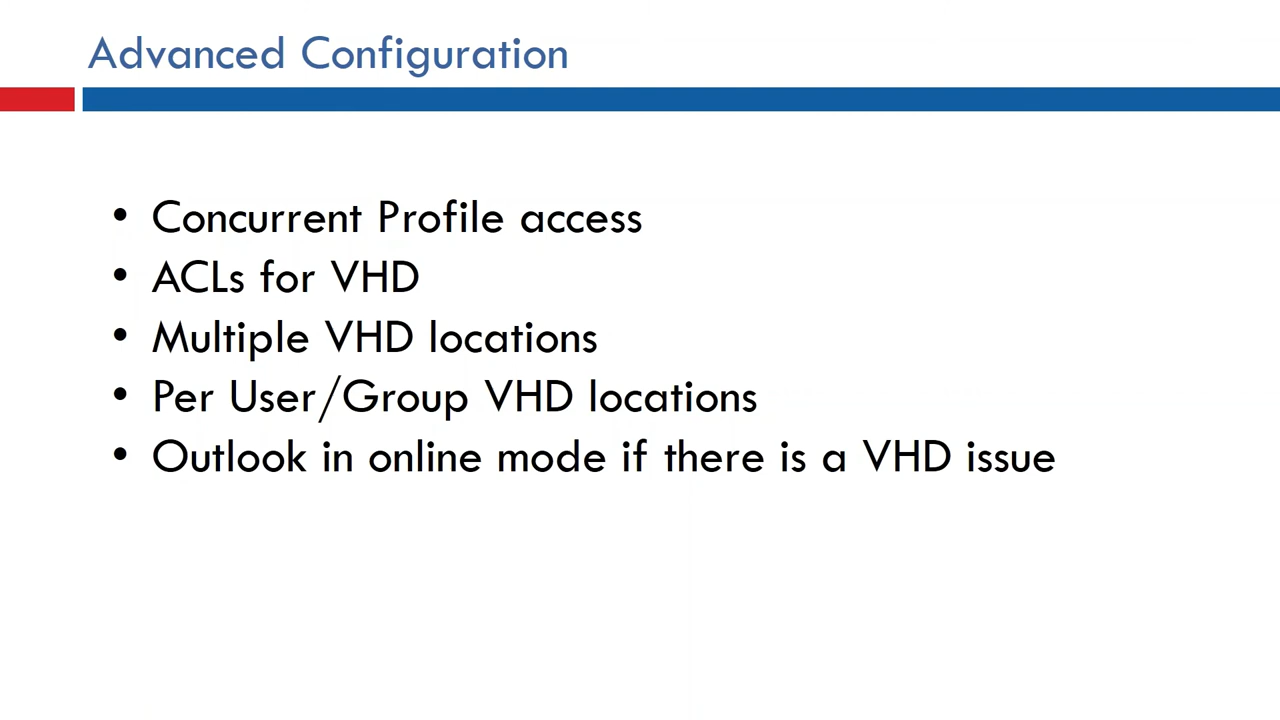 Advanced Configuration
• Concurrent Profile access
• ACLs for VHD
• Multiple VHD locations
• Per User/Group VHD locations
• Outlook in online mode if there is a VHD issue